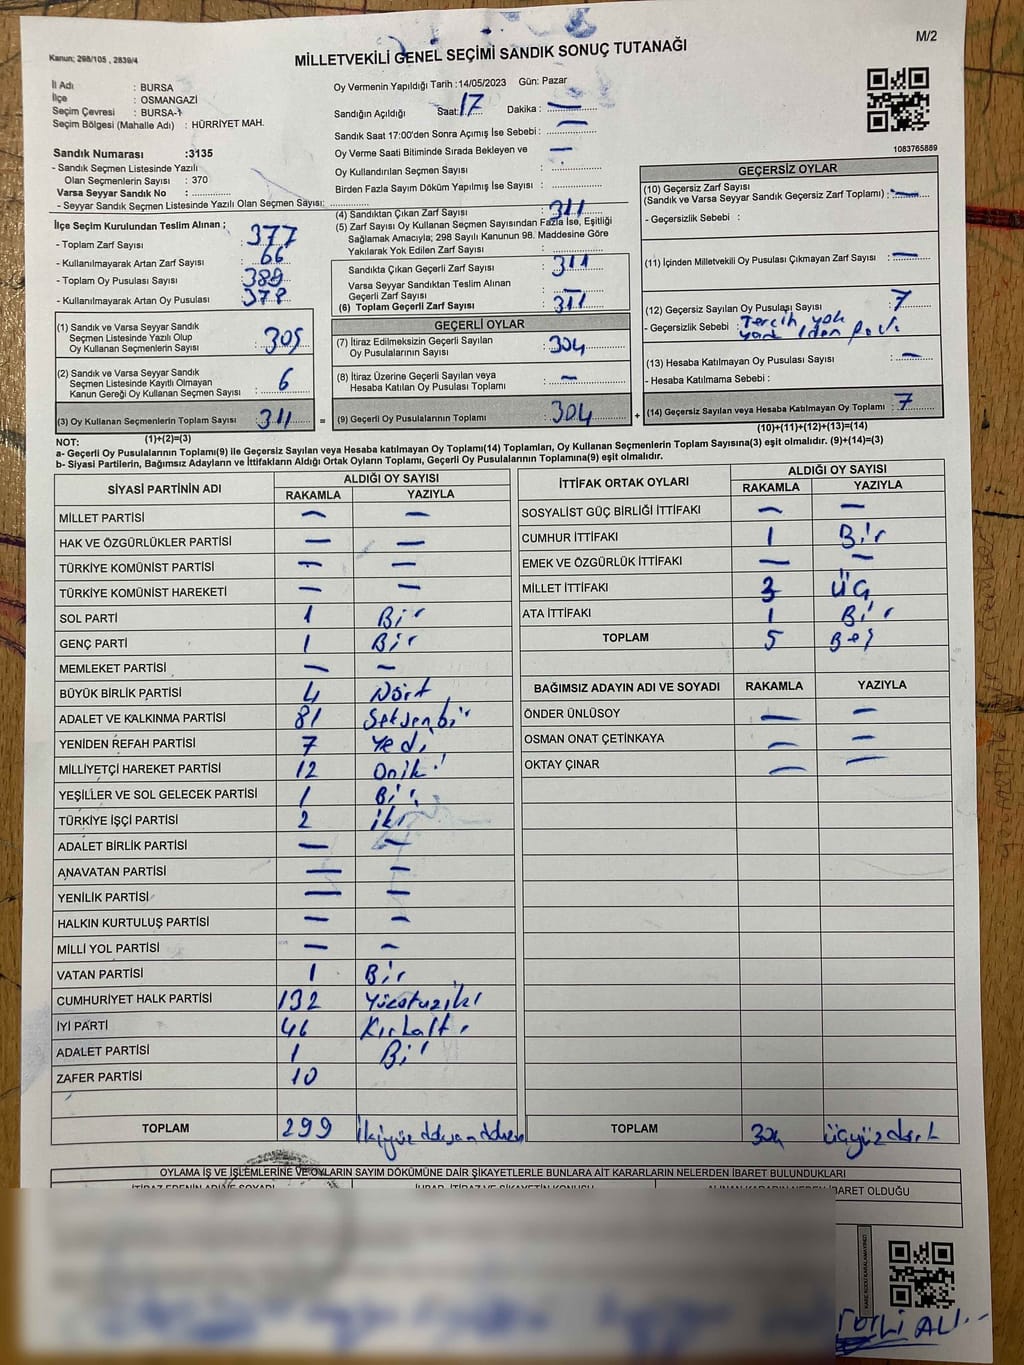 M/2
MİLLETVEKİLİ GENEL SEÇİMİ SANDIK SONUÇ TUTANAĞI
Kanun; 298/105 , 2839/4
İl Adı : BURSA
İlçe : OSMANGAZİ
Seçim Çevresi : BURSA-1
Seçim Bölgesi (Mahalle Adı) : HÜRRİYET MAH.
Oy Vermenin Yapıldığı Tarih :14/05/2023 Gün: Pazar
Sandığın Açıldığı Saat: 17 Dakika : —
Sandık Saat 17:00'den Sonra Açımış İse Sebebi : —
Oy Verme Saati Bitiminde Sırada Bekleyen ve —
Oy Kullandırılan Seçmen Sayısı :
Birden Fazla Sayım Döküm Yapılmış İse Sayısı :
1083765889
Sandık Numarası :3135
- Sandık Seçmen Listesinde Yazılı
Olan Seçmenlerin Sayısı : 370
Varsa Seyyar Sandık No :
- Seyyar Sandık Seçmen Listesinde Yazılı Olan Seçmen Sayısı:
İlçe Seçim Kurulundan Teslim Alınan ;
- Toplam Zarf Sayısı : 377
- Kullanılmayarak Artan Zarf Sayısı : 66
- Toplam Oy Pusulası : 389
- Kullanılmayarak Artan Oy Pusulası :
(1) Sandık ve Varsa Seyyar Sandık
Seçmen Listesinde Yazılı Olup
Oy Kullanan Seçmenlerin Sayısı : 305
(2) Sandık ve Varsa Seyyar Sandık
Seçmen Listesinde Kayıtlı Olmayan
Kanun Gereği Oy Kullanan Seçmen Sayısı : 6
(3) Oy Kullanan Seçmenlerin Toplam Sayısı : 311 =
(1)+(2)=(3)
(4) Sandıktan Çıkan Zarf Sayısı : 311
(5) Zarf Sayısı Oy Kullanan Seçmen Sayısından Fazla İse, Eşitliği
Sağlamak Amacıyla; 298 Sayılı Kanunun 98. Maddesine Göre
Yakılarak Yok Edilen Zarf Sayısı :
Sandıkta Çıkan Geçerli Zarf Sayısı : 311
Varsa Seyyar Sandıktan Teslim Alınan
Geçerli Zarf Sayısı : —
(6) Toplam Geçerli Zarf Sayısı : 311
GEÇERLİ OYLAR
(7) İtiraz Edilmeksizin Geçerli Sayılan
Oy Pusulalarının Sayısı : 304
(8) İtiraz Üzerine Geçerli Sayılan veya
Hesaba Katılan Oy Pusulası Toplamı : —
(9) Geçerli Oy Pusulalarının Toplamı : 304 +
GEÇERSİZ OYLAR
(10) Geçersiz Zarf Sayısı
(Sandık ve Varsa Seyyar Sandık Geçersiz Zarf Toplamı) : —
- Geçersizlik Sebebi :
(11) İçinden Milletvekili Oy Pusulası Çıkmayan Zarf Sayısı : —
(12) Geçersiz Sayılan Oy Pusulaşı Sayısı : 7
- Geçersizlik Sebebi : Tercih yok
(13) Hesaba Katılmayan Oy Pusulası Sayısı : —
- Hesaba Katılmama Sebebi :
(14) Geçersiz Sayılan veya Hesaba Katılmayan Oy Toplamı : 7
(10)+(11)+(12)+(13)=(14)
NOT:
a- Geçerli Oy Pusulalarının Toplamı(9) ile Geçersiz Sayılan veya Hesaba katılmayan Oy Toplamı(14) Toplamları, Oy Kullanan Seçmenlerin Toplam Sayısına(3) eşit olmalıdır. (9)+(14)=(3)
b- Siyasi Partilerin, Bağımsız Adayların ve İttifakların Aldığı Ortak Oyların Toplamı, Geçerli Oy Pusulalarının Toplamına(9) eşit olmalıdır.
SİYASİ PARTİNİN ADI ALDIĞI OY SAYISI
RAKAMLA YAZIYLA
MİLLET PARTİSİ — —
HAK VE ÖZGÜRLÜKLER PARTİSİ — —
TÜRKİYE KOMÜNİST PARTİSİ — —
TÜRKİYE KOMÜNİST HAREKETİ — —
SOL PARTİ 1 Bir
GENÇ PARTİ 1 Bir
MEMLEKET PARTİSİ — —
BÜYÜK BİRLİK PARTİSİ 4 Dört
ADALET VE KALKINMA PARTİSİ 81 Seksenbir
YENİDEN REFAH PARTİSİ 7 Yedi
MİLLİYETÇİ HAREKET PARTİSİ 12 Oniki
YEŞİLLER VE SOL GELECEK PARTİSİ 1 Bir
TÜRKİYE İŞÇİ PARTİSİ 2 iki
ADALET BİRLİK PARTİSİ — —
ANAVATAN PARTİSİ — —
YENİLİK PARTİSİ — —
HALKIN KURTULUŞ PARTİSİ — —
MİLLİ YOL PARTİSİ — —
VATAN PARTİSİ 1 Bir
CUMHURİYET HALK PARTİSİ 132 Yüzotuziki
İYİ PARTİ 46 Kırkaltı
ADALET PARTİSİ 1 Bir
ZAFER PARTİSİ 10
TOPLAM 299 İkiyüz doksan dokuz
İTTİFAK ORTAK OYLARI ALDIĞI OY SAYISI
RAKAMLA YAZIYLA
SOSYALİST GÜÇ BİRLİĞİ İTTİFAKI — —
CUMHUR İTTİFAKI 1 Bir
EMEK VE ÖZGÜRLÜK İTTİFAKI — —
MİLLET İTTİFAKI 3 ÜÇ
ATA İTTİFAKI 1 Bir
TOPLAM 5 Beş
BAĞIMSIZ ADAYIN ADI VE SOYADI RAKAMLA YAZIYLA
ÖNDER ÜNLÜSOY — —
OSMAN ONAT ÇETİNKAYA — —
OKTAY ÇINAR — —
TOPLAM 304 üçyüzdört
OYLAMA İŞ VE İŞLEMLERİNE VE OYLARIN SAYIM DÖKÜMÜNE DAİR ŞİKAYETLERLE BUNLARA AİT KARARLARIN NELERDEN İBARET BULUNDUKLARI
İTİRAZ EDENİN ADI VE SOYADI İHBAR, İTİRAZ VE ŞİKAYETİN KONUSU ALINAN KARARIN NEDEN İBARET OLDUĞU